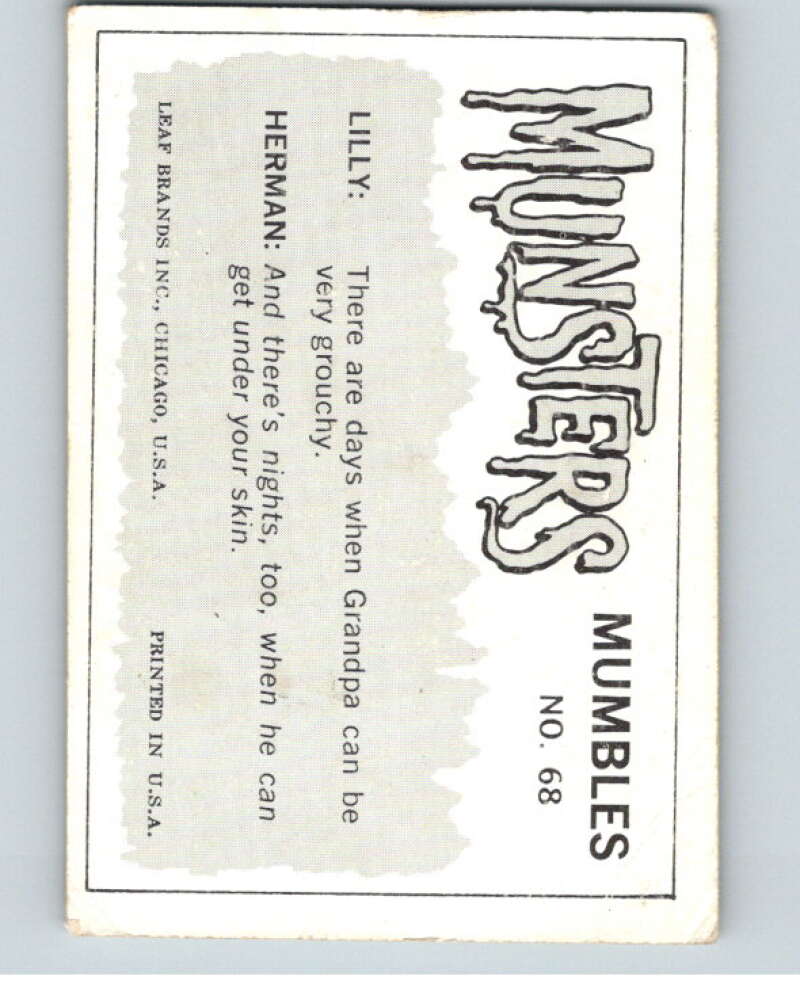 MUNSTERS MUMBLES
NO. 68
LILLY: There are days when Grandpa can be
very grouchy.
HERMAN: And there's nights, too, when he can
get under your skin.
LEAF BRANDS INC., CHICAGO, U.S.A. PRINTED IN U.S.A.